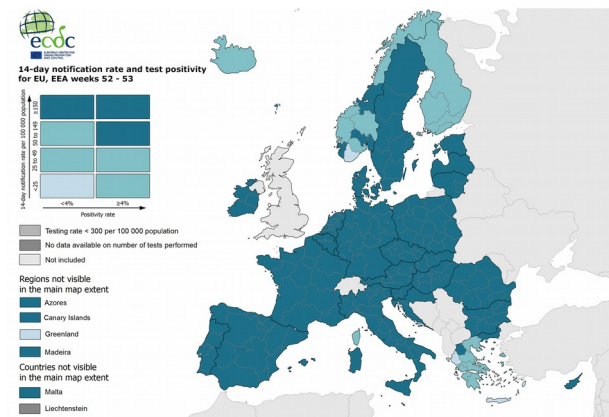 ecdc
EUROPEAN CENTRE FOR
DISEASE PREVENTION
AND CONTROL
14-day notification rate and test positivity
for EU, EEA weeks 52 - 53
14-day notification rate per 100 000 population
≥150
50 to 149
25 to 49
<25
<4%
≥4%
Positivity rate
Testing rate < 300 per 100 000 population
No data available on number of tests performed
Not included
Regions not visible
in the main map extent
Azores
Canary Islands
Greenland
Madeira
Countries not visible
in the main map extent
Malta
Liechtenstein